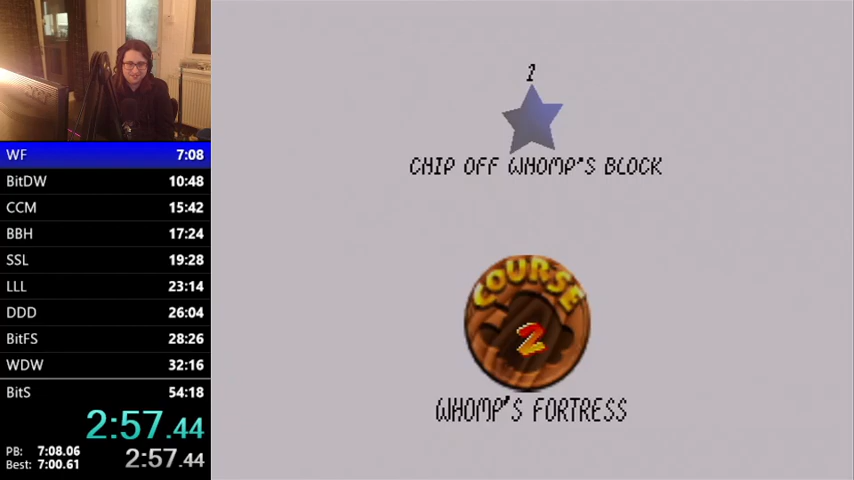 WF 7:08
BitDW 10:48
CCM 15:42
BBH 17:24
SSL 19:28
LLL 23:14
DDD 26:04
BitFS 28:26
WDW 32:16
BitS 54:18
2:57.44
PB: 7:08.06
Best: 7:00.61
2:57.44
1
CHIP OFF WHOMP'S BLOCK
COURSE
2
WHOMP'S FORTRESS